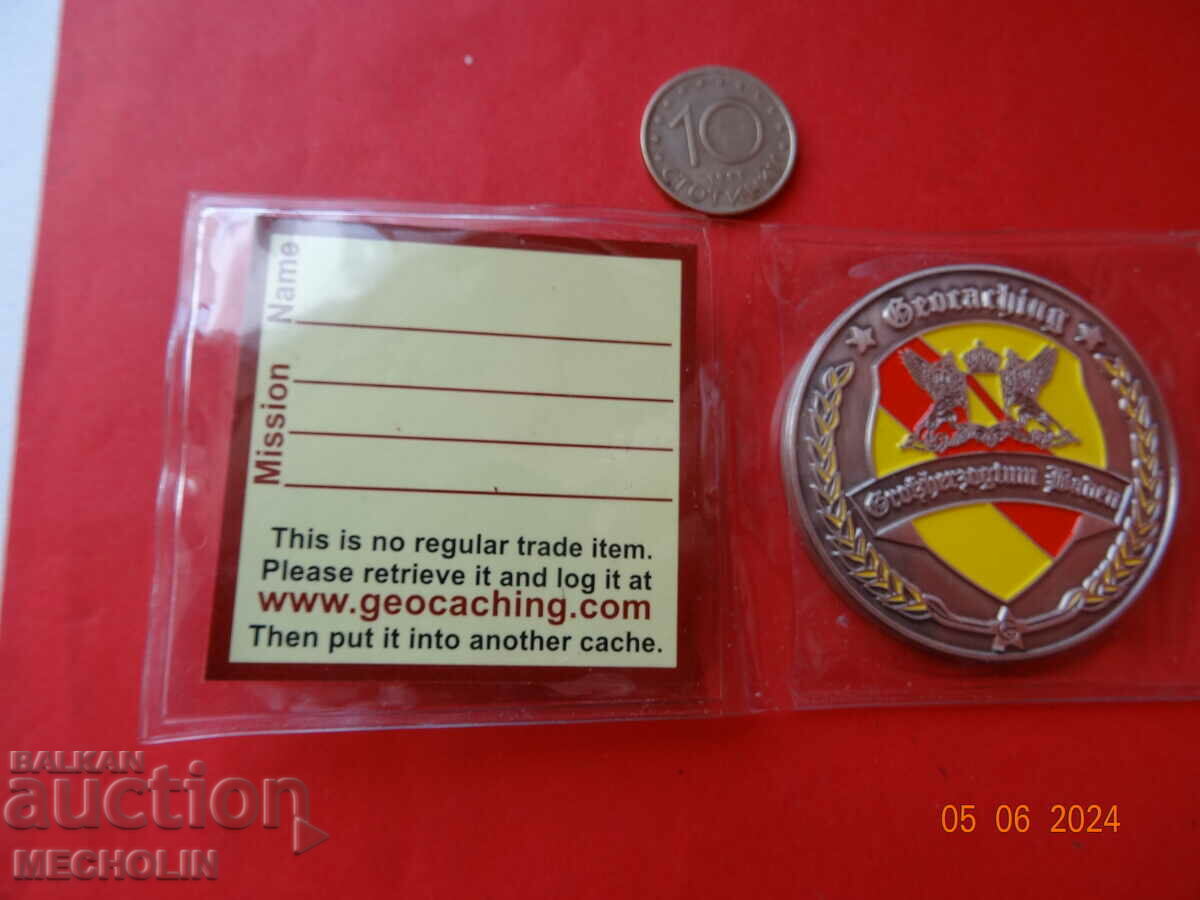 10
СТОТИНКИ
Name
Mission
This is no regular trade item.
Please retrieve it and log it at
www.geocaching.com
Then put it into another cache.
Geocaching
Großherzogtum Baden
BALKAN
auction
MECHOLIN
05 06 2024